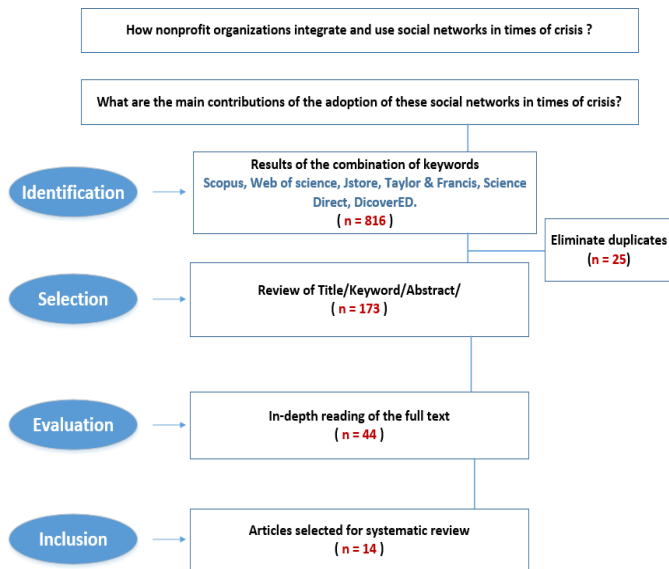 How nonprofit organizations integrate and use social networks in times of crisis ?
What are the main contributions of the adoption of these social networks in times of crisis?
Identification
Results of the combination of keywords
Scopus, Web of science, Jstore, Taylor & Francis, Science
Direct, DicoverED.
( n = 816 )
Eliminate duplicates
(n = 25)
Selection
Review of Title/Keyword/Abstract/
( n = 173 )
Evaluation
In-depth reading of the full text
( n = 44 )
Inclusion
Articles selected for systematic review
( n = 14 )